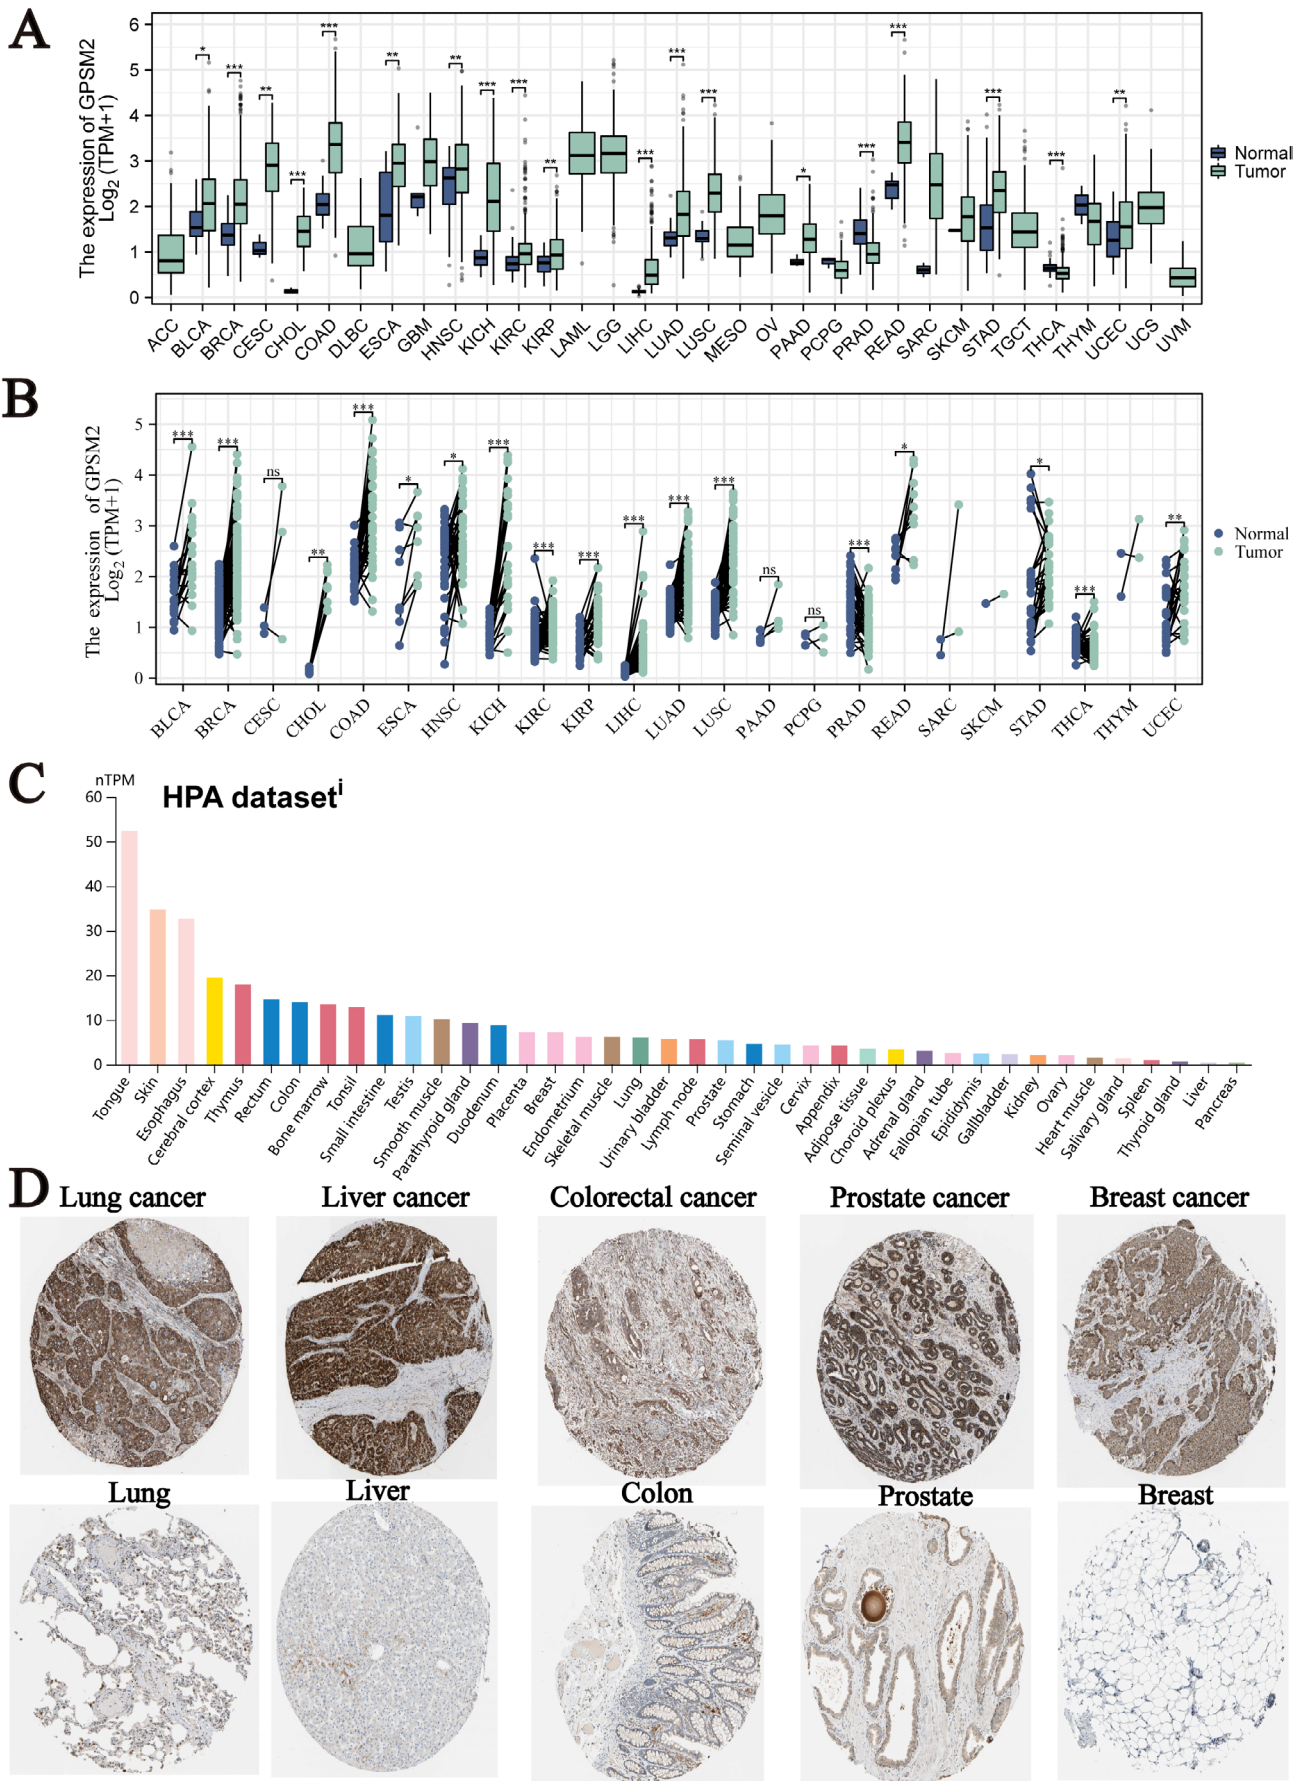 A
The expression of GPSM2
Log2 (TPM+1)
6
5
4
3
2
1
0
* *** ** *** *** ** ** *** *** ** *** *** *** * *** *** *** *** **
Normal
Tumor
ACC BLCA BRCA CESC CHOL COAD DLBC ESCA GBM HNSC KICH KIRC KIRP LAML LGG LIHC LUAD LUSC MESO OV PAAD PCPG PRAD READ SARC SKCM STAD TGCT THCA THYM UCEC UCS UVM
B
The expression of GPSM2
Log2 (TPM+1)
5
4
3
2
1
0
*** *** ns ** *** * * *** *** *** *** *** *** ns ns *** * * *** **
Normal
Tumor
BLCA BRCA CESC CHOL COAD ESCA HNSC KICH KIRC KIRP LIHC LUAD LUSC PAAD PCPG PRAD READ SARC SKCM STAD THCA THYM UCEC
C
nTPM
HPA dataset i
60
50
40
30
20
10
0
Tongue Skin Esophagus Cerebral cortex Thymus Rectum Colon Bone marrow Tonsil Small intestine Testis Smooth muscle Parathyroid gland Duodenum Placenta Breast Endometrium Skeletal muscle Lung Urinary bladder Lymph node Prostate Stomach Seminal vesicle Cervix Appendix Adipose tissue Choroid plexus Adrenal gland Fallopian tube Epididymis Gallbladder Kidney Ovary Heart muscle Salivary gland Spleen Thyroid gland Liver Pancreas
D
Lung cancer Liver cancer Colorectal cancer Prostate cancer Breast cancer
Lung Liver Colon Prostate Breast